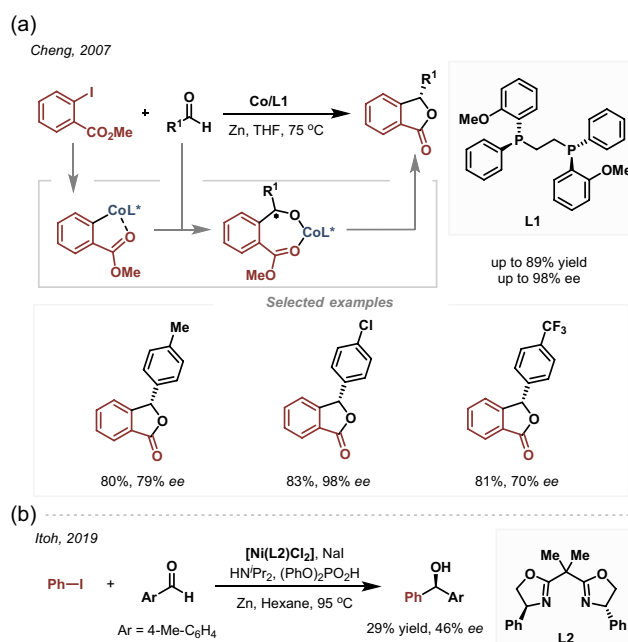 (a)
Cheng, 2007
I
CO₂Me
+
O
R¹
H
Co/L1
Zn, THF, 75 °C
R¹
O
O
MeO
P
P
OMe
L1
CoL*
O
OMe
R¹
*
O
CoL*
O
MeO
up to 89% yield
up to 98% ee
Selected examples
Me
O
O
80%, 79% ee
Cl
O
O
83%, 98% ee
CF₃
O
O
81%, 70% ee
(b)
Itoh, 2019
Ph—I
+
O
Ar
H
Ar = 4-Me-C₆H₄
[Ni(L2)Cl₂], NaI
HNⁱPr₂, (PhO)₂PO₂H
Zn, Hexane, 95 °C
OH
Ph
Ar
29% yield, 46% ee
Me
Me
O
O
N
N
Ph
Ph
L2